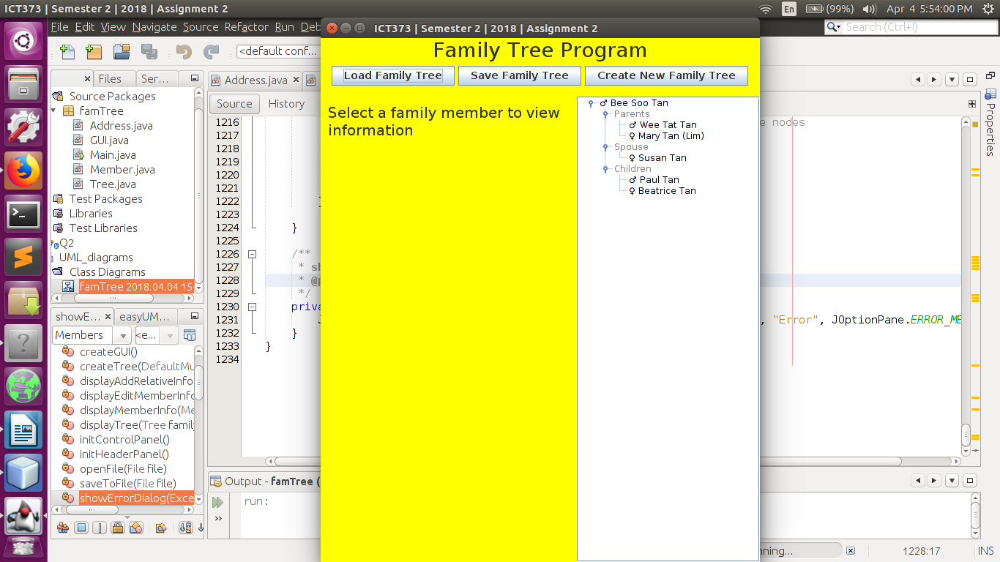 ICT373 | Semester 2 | 2018 | Assignment 2
En
(99%)
Apr 4 5:54:00 PM
File Edit View Navigate Source Refactor Run Deb
Search (Ctrl+I)
<default conf...
ICT373 | Semester 2 | 2018 | Assignment 2
Family Tree Program
Load Family Tree
Save Family Tree
Create New Family Tree
Select a family member to view
information
Bee Soo Tan
Parents
Wee Tat Tan
Mary Tan (Lim)
Spouse
Susan Tan
Children
Paul Tan
Beatrice Tan
Files
Ser...
Source Packages
famTree
Address.java
GUI.java
Main.java
Member.java
Tree.java
Test Packages
Libraries
Test Libraries
Q2
UML_diagrams
Class Diagrams
famTree 2018.04.04 15
showE...
easyUM...
Members
<e...
createGUI()
createTree(DefaultMu
displayAddRelativeInfo
displayEditMemberInfo
displayMemberInfo(Me
displayTree(Tree family
initControlPanel()
initHeaderPanel()
openFile(File file)
saveToFile(File file)
showErrorDialog(Exce
Address.java
Source
History
1216
e nodes
1217
1218
1219
1220
1221
1222
1223
1224 }
1225
1226 /**
1227 * sh
1228 * @p
1229 */
1230 priva
1231 , "Error", JOptionPane.ERROR_ME
1232 }
1233 }
1234
Properties
Output - famTree (
run:
nning...
1228:17
INS